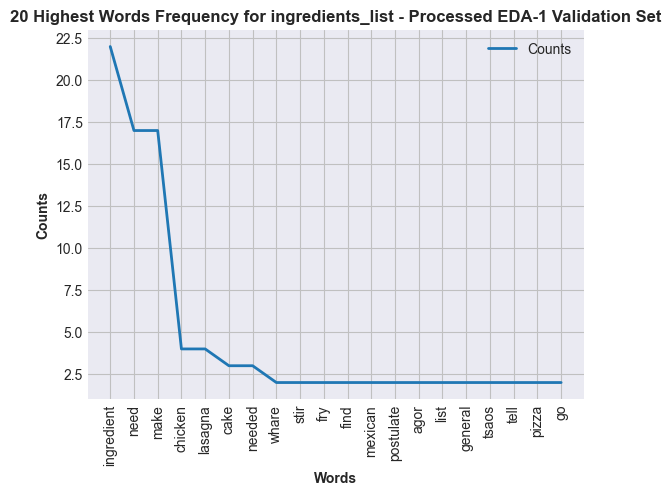 20 Highest Words Frequency for ingredients_list - Processed EDA-1 Validation Set
Counts
22.5
20.0
17.5
15.0
12.5
10.0
7.5
5.0
2.5
Counts
ingredient
need
make
chicken
lasagna
cake
needed
whare
stir
fry
find
mexican
postulate
agor
list
general
tsaos
tell
pizza
go
Words